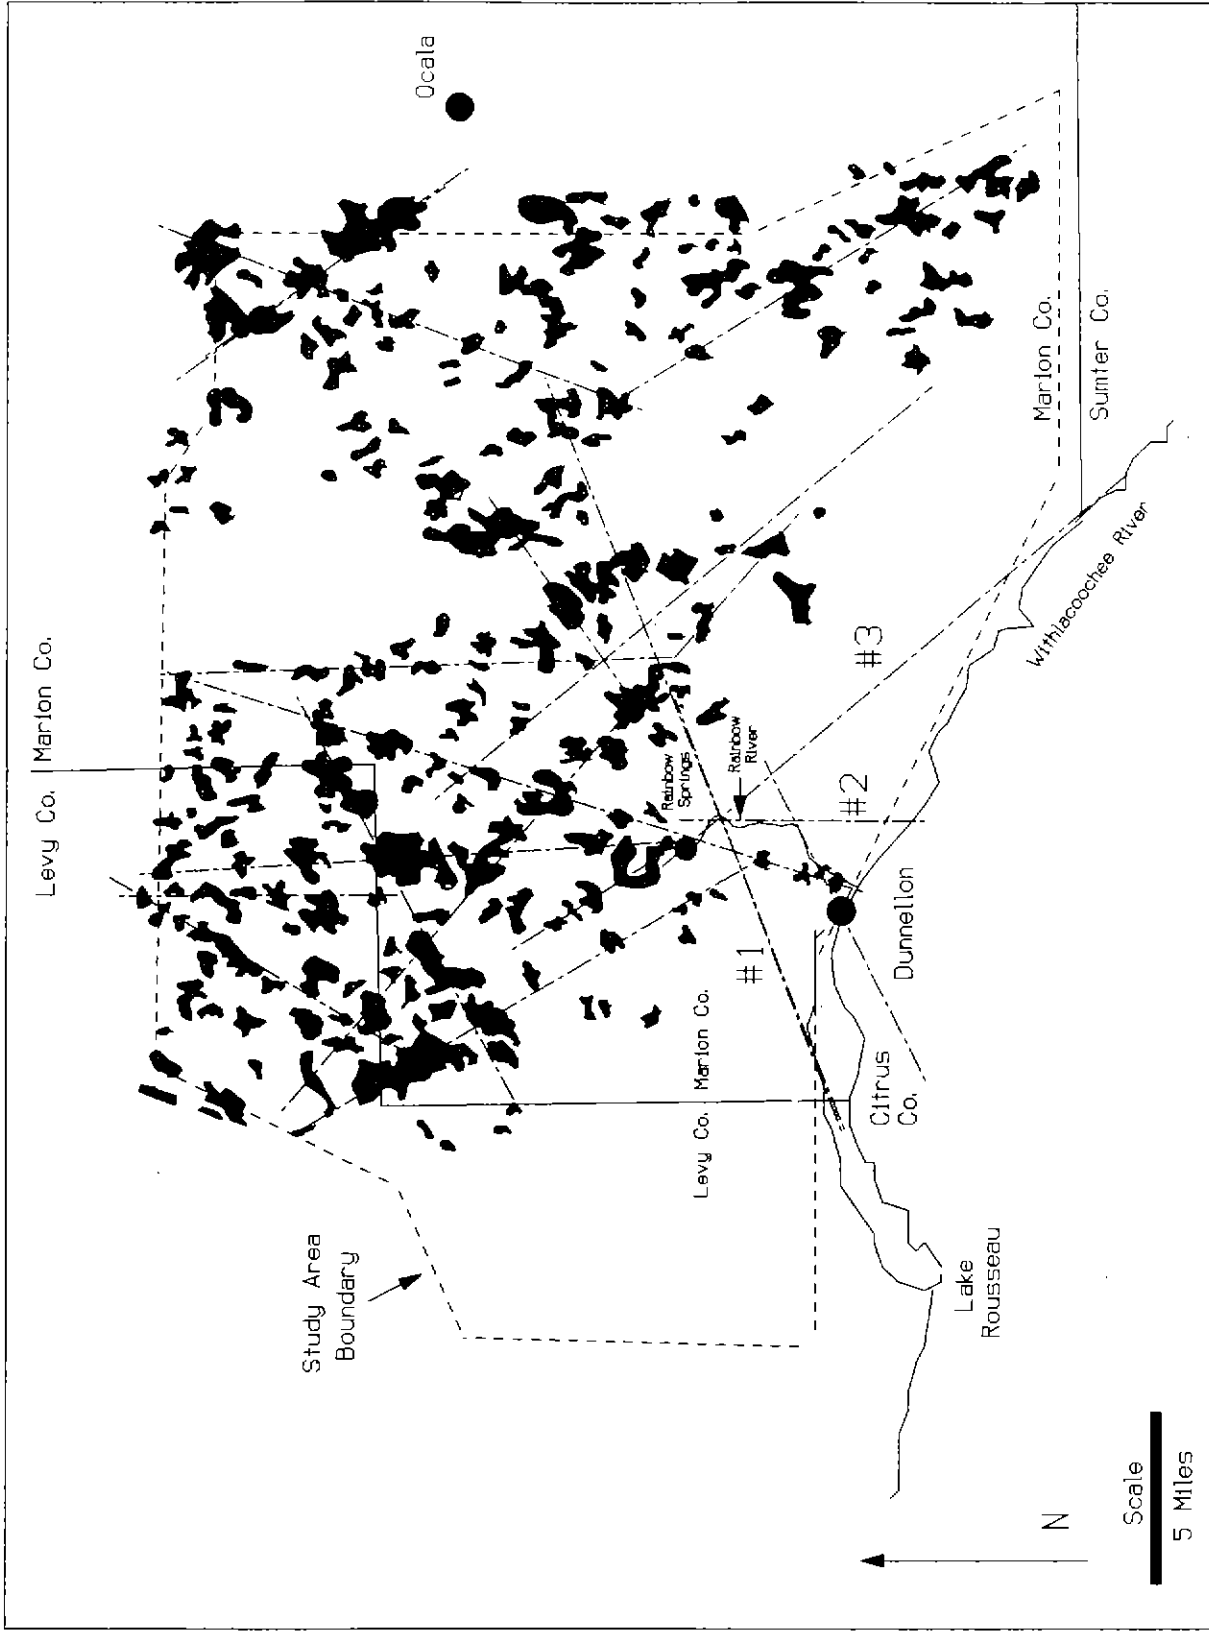 Levy Co.
Marion Co.
Ocala
Study Area
Boundary
Rainbow
Springs
Rainbow
River
Levy Co.
Marion Co.
#1
#2
#3
Marion Co.
Sumter Co.
Dunnellon
Citrus
Co.
Withlacoochee River
Lake
Rousseau
N
Scale
5 Miles